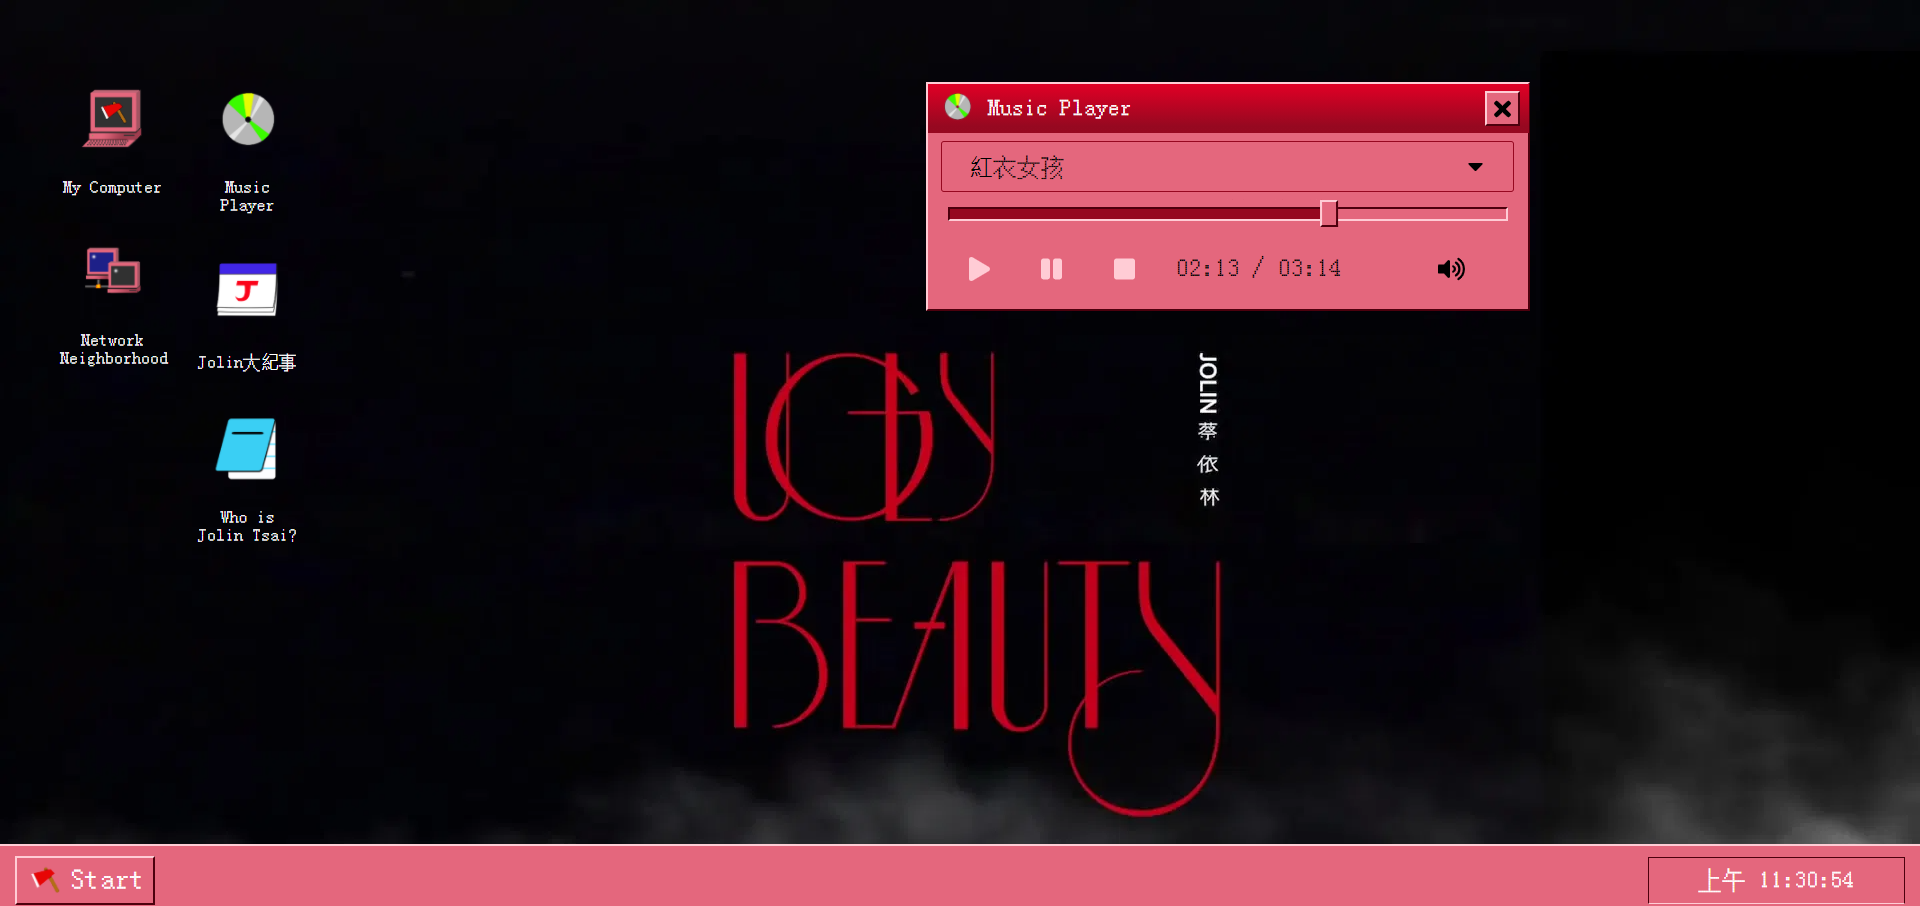 My Computer
Music
Player
Network
Neighborhood
J
Jolin大紀事
Who is
Jolin Tsai?
Music Player
紅衣女孩
02:13 / 03:14
UGLY
BEAUTY
JOLIN
蔡
依
林
Start
上午 11:30:54